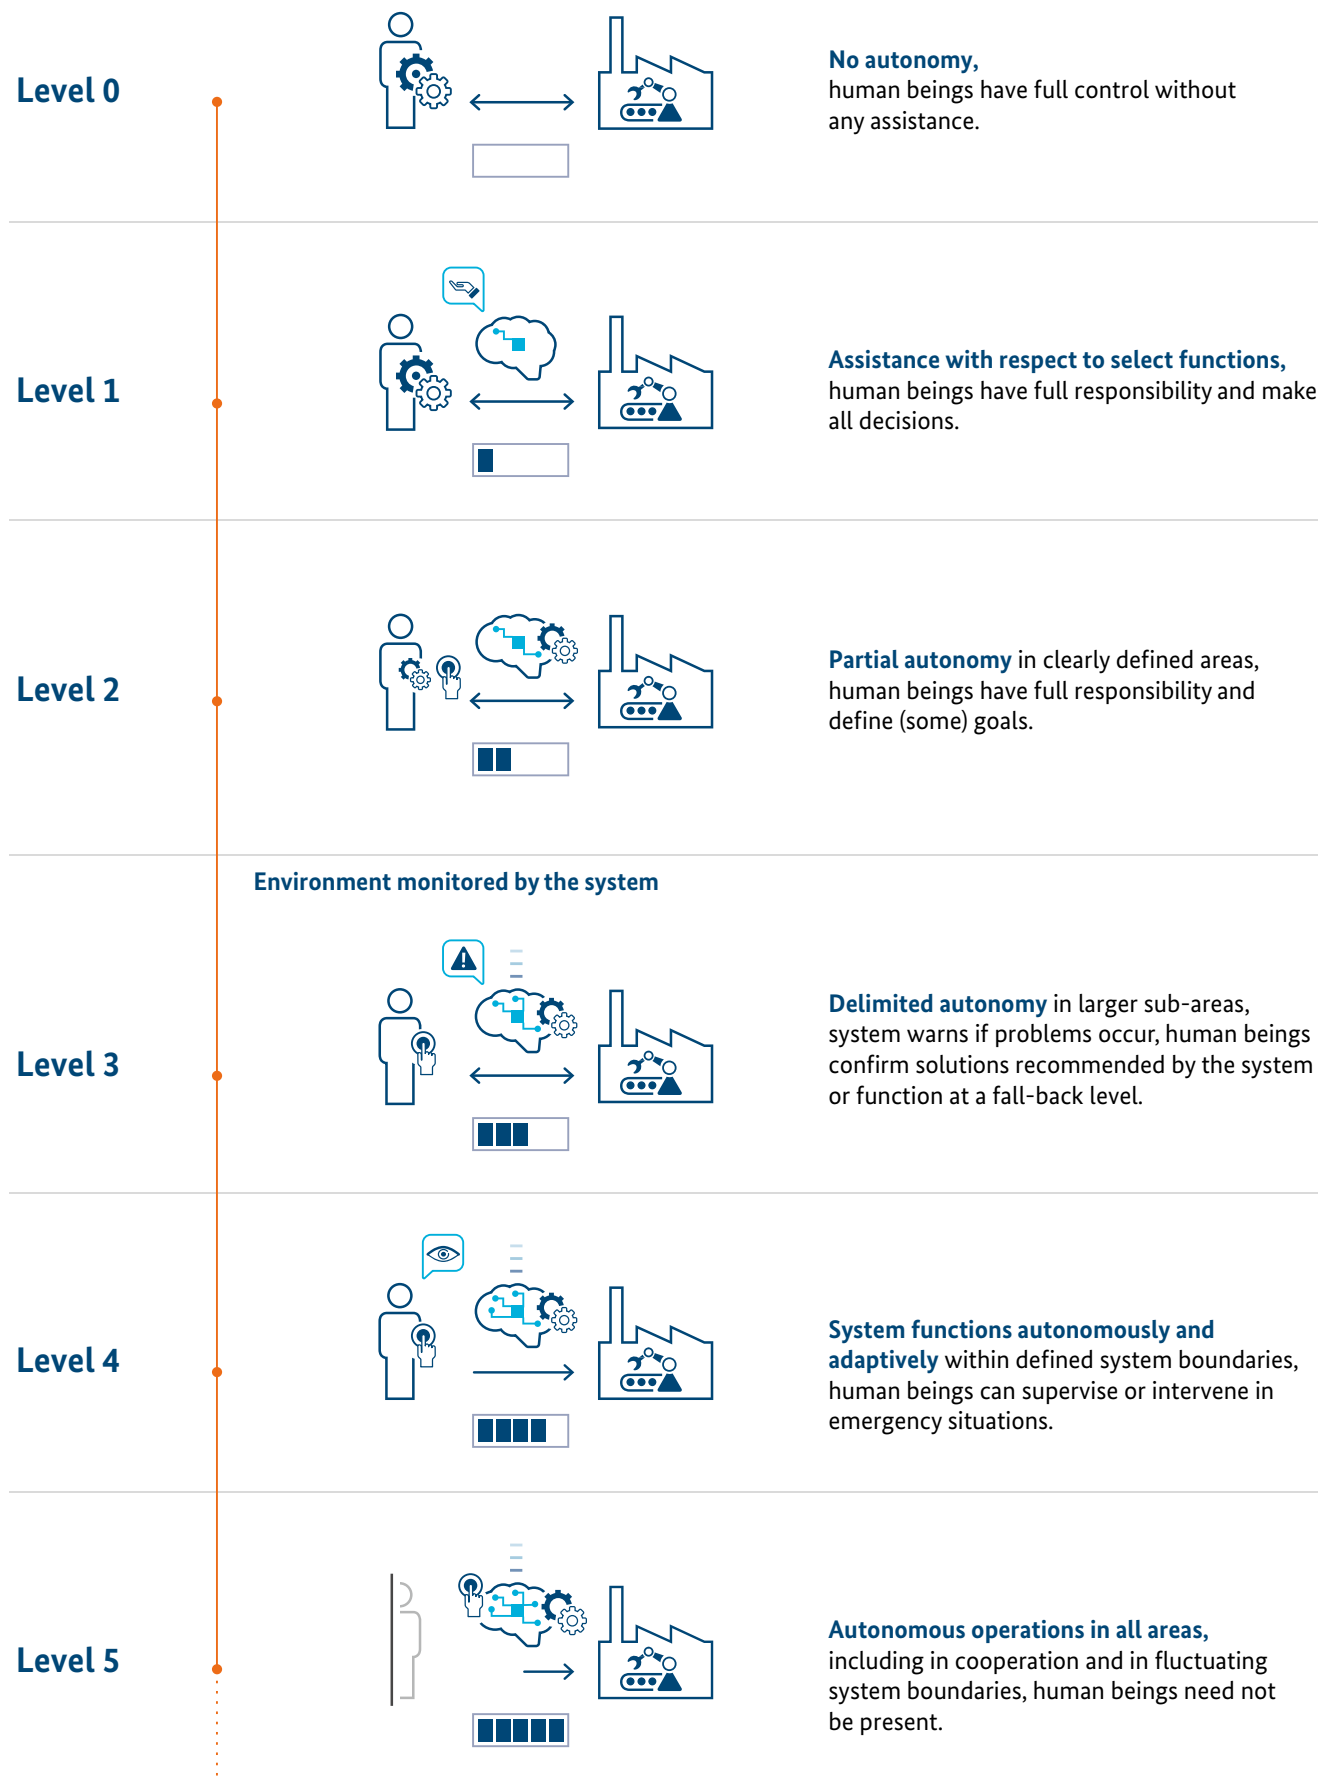 Level 0
No autonomy,
human beings have full control without
any assistance.
Level 1
Assistance with respect to select functions,
human beings have full responsibility and make
all decisions.
Level 2
Partial autonomy in clearly defined areas,
human beings have full responsibility and
define (some) goals.
Environment monitored by the system
Level 3
Delimited autonomy in larger sub-areas,
system warns if problems occur, human beings
confirm solutions recommended by the system
or function at a fall-back level.
Level 4
System functions autonomously and
adaptively within defined system boundaries,
human beings can supervise or intervene in
emergency situations.
Level 5
Autonomous operations in all areas,
including in cooperation and in fluctuating
system boundaries, human beings need not
be present.